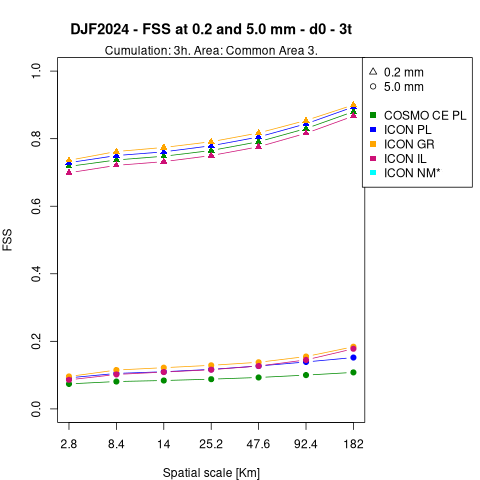 DJF2024 - FSS at 0.2 and 5.0 mm - d0 - 3t
Cumulation: 3h. Area: Common Area 3.
0.2 mm
5.0 mm
COSMO CE PL
ICON PL
ICON GR
ICON IL
ICON NM*
FSS
1.0
0.8
0.6
0.4
0.2
0.0
2.8 8.4 14 25.2 47.6 92.4 182
Spatial scale [Km]